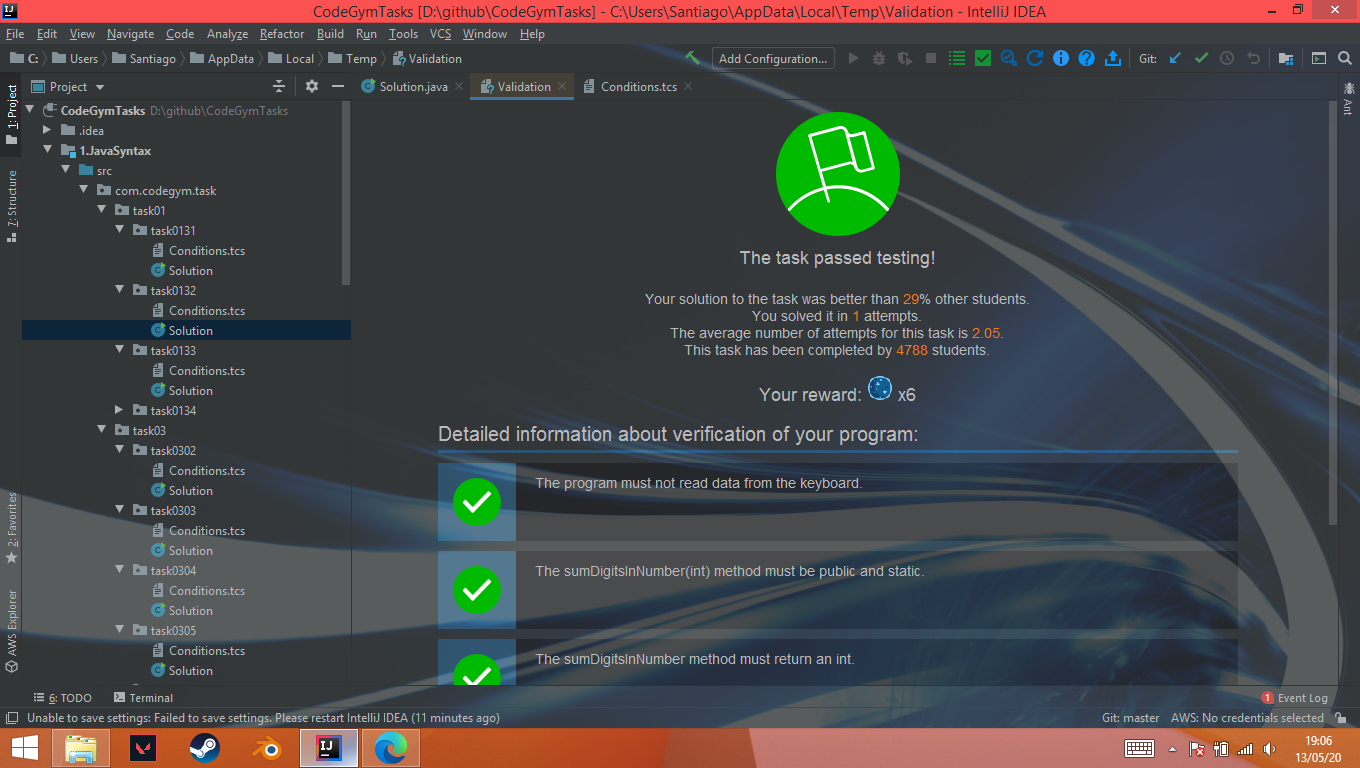 CodeGymTasks [D:\github\CodeGymTasks] - C:\Users\Santiago\AppData\Local\Temp\Validation - IntelliJ IDEA
File Edit View Navigate Code Analyze Refactor Build Run Tools VCS Window Help
C: Users Santiago AppData Local Temp Validation Add Configuration... Git:
Project Solution.java Validation Conditions.tcs
1: Project
7: Structure
2: Favorites
AWS Explorer
Ant
CodeGymTasks D:\github\CodeGymTasks
.idea
1.JavaSyntax
src
com.codegym.task
task01
task0131
Conditions.tcs
Solution
task0132
Conditions.tcs
Solution
task0133
Conditions.tcs
Solution
task0134
task03
task0302
Conditions.tcs
Solution
task0303
Conditions.tcs
Solution
task0304
Conditions.tcs
Solution
task0305
Conditions.tcs
Solution
The task passed testing!
Your solution to the task was better than 29% other students.
You solved it in 1 attempts.
The average number of attempts for this task is 2.05.
This task has been completed by 4788 students.
Your reward: x6
Detailed information about verification of your program:
The program must not read data from the keyboard.
The sumDigitsInNumber(int) method must be public and static.
The sumDigitsInNumber method must return an int.
6: TODO Terminal 1 Event Log
Unable to save settings: Failed to save settings. Please restart IntelliJ IDEA (11 minutes ago) Git: master AWS: No credentials selected
19:06
13/05/20